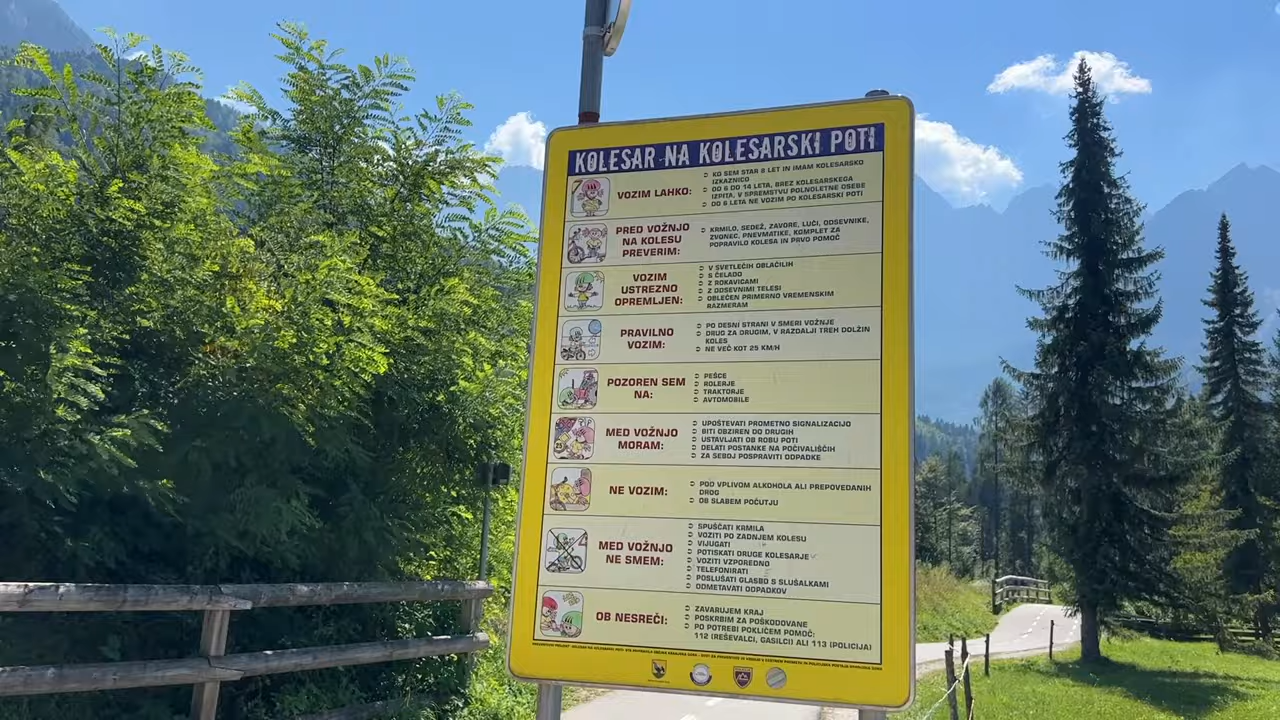 KOLESAR NA KOLESARSKI POTI
VOZIM LAHKO:
KO SEM STAR 8 LET IN IMAM KOLESARSKO
IZKAZNICO
OD 6 DO 14 LETA, BREZ KOLESARSKEGA
IZPITA, V SPREMSTVU POLNOLETNE OSEBE
DO 6 LETA NE VOZIM PO KOLESARSKI POTI
PRED VOŽNJO
NA KOLESU
PREVERIM:
KRMILO, SEDEŽ, ZAVORE, LUČI, ODSEVNIKE,
ZVONEC, PNEVMATIKE, KOMPLET ZA
POPRAVILO KOLESA IN PRVO POMOČ
VOZIM
USTREZNO
OPREMLJEN:
V SVETLEČIH OBLAČILIH
S ČELADO
Z ROKAVICAMI
Z ODSEVNIMI TELESI
OBLEČEN PRIMERNO VREMENSKIM
RAZMERAM
PRAVILNO
VOZIM:
PO DESNI STRANI V SMERI VOŽNJE
DRUG ZA DRUGIM, V RAZDALJI TREH DOLŽIN
KOLES
NE VEČ KOT 25 KM/H
POZOREN SEM
NA:
PEŠCE
ROLERJE
TRAKTORJE
AVTOMOBILE
MED VOŽNJO
MORAM:
UPOŠTEVATI PROMETNO SIGNALIZACIJO
BITI OBZIREN DO DRUGIH
USTAVLJATI OB ROBU POTI
DELATI POSTANKE NA POČIVALIŠČIH
ZA SEBOJ POSPRAVITI ODPADKE
NE VOZIM:
POD VPLIVOM ALKOHOLA ALI PREPOVEDANIH
DROG
OB SLABEM POČUTJU
MED VOŽNJO
NE SMEM:
SPUŠČATI KRMILA
VOZITI PO ZADNJEM KOLESU
VIJUGATI
POTISKATI DRUGE KOLESARJE
VOZITI VZPOREDNO
TELEFONIRATI
POSLUŠATI GLASBO S SLUŠALKAMI
ODMETAVATI ODPADKOV
OB NESREČI:
ZAVARUJEM KRAJ
POSKRBIM ZA POŠKODOVANE
PO POTREBI POKLIČEM POMOČ:
112 (REŠEVALCI, GASILCI) ALI 113 (POLICIJA)